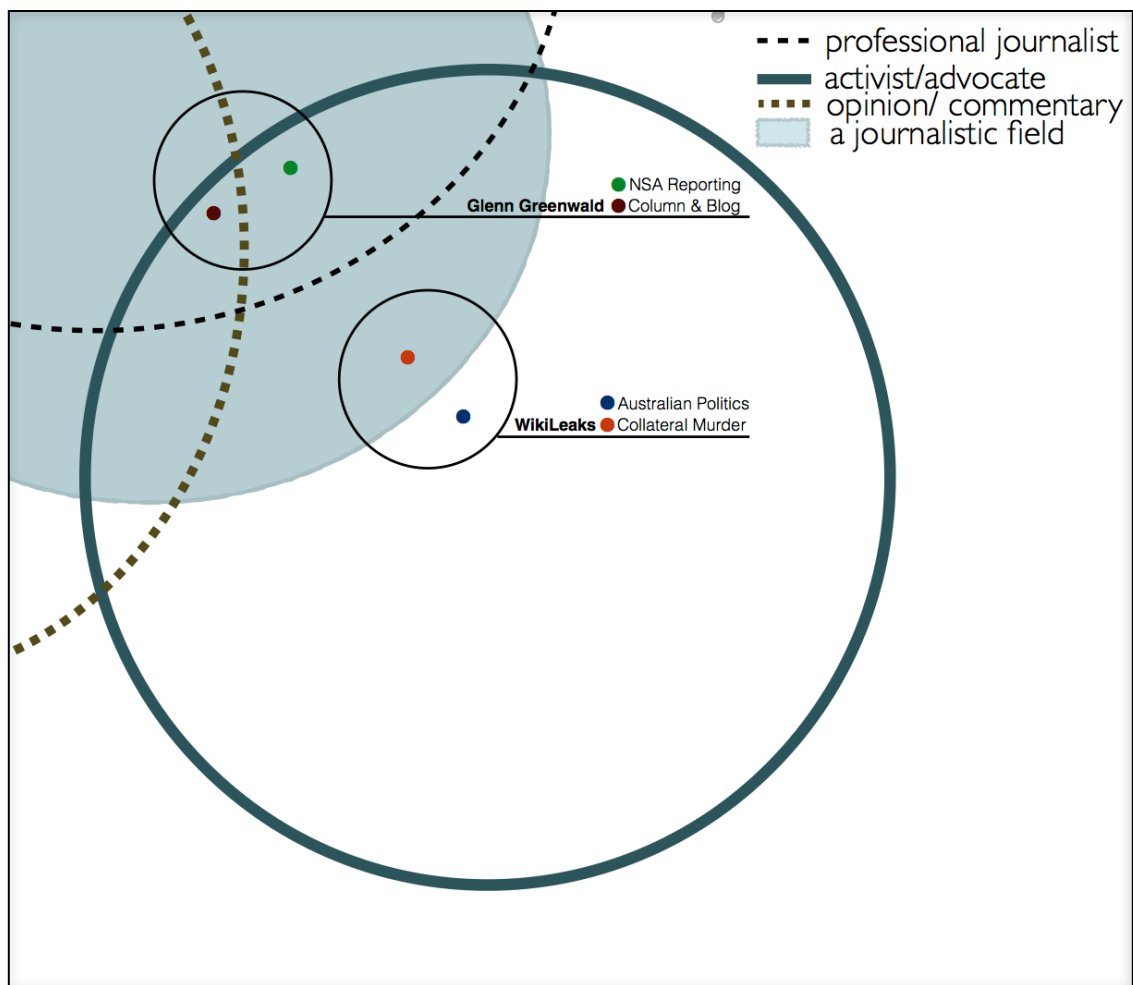 professional journalist
activist/advocate
opinion/ commentary
a journalistic field
NSA Reporting
Glenn Greenwald Column & Blog
Australian Politics
WikiLeaks Collateral Murder